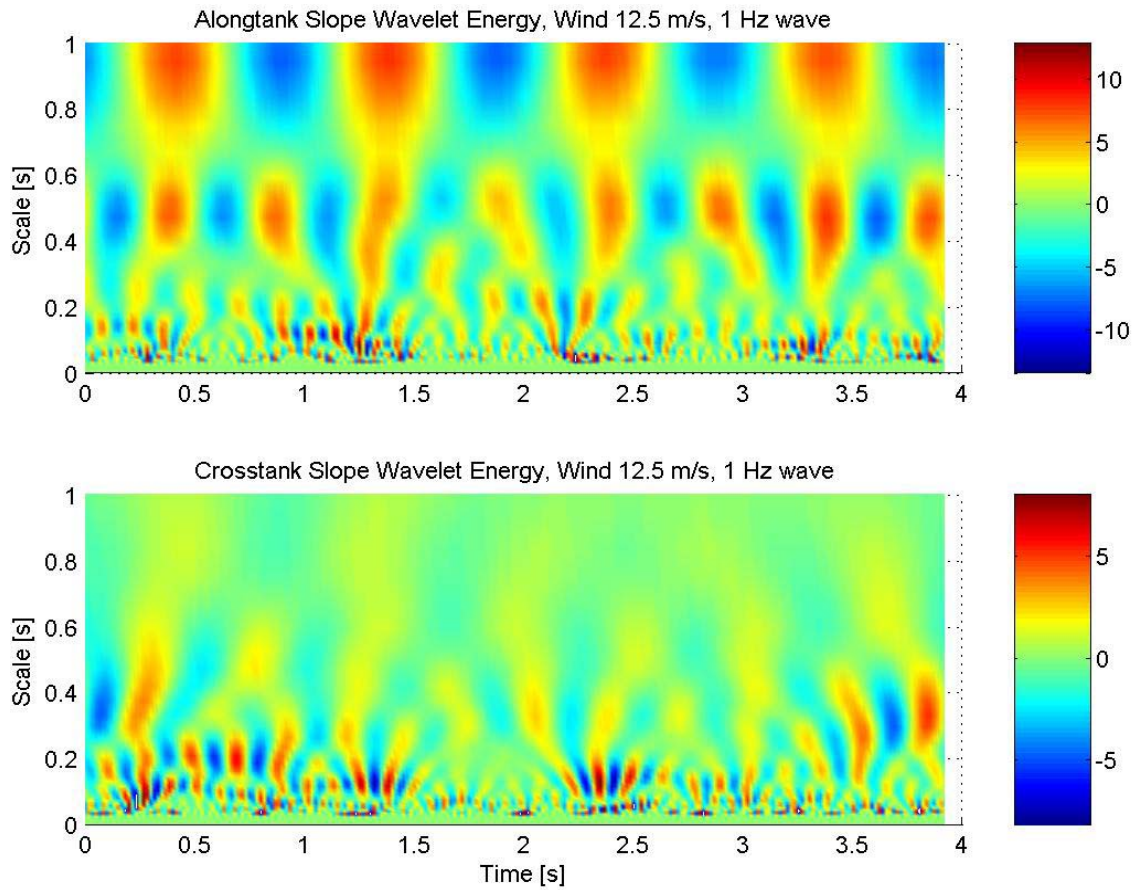 Alongtank Slope Wavelet Energy, Wind 12.5 m/s, 1 Hz wave
Scale [s]
1
0.8
0.6
0.4
0.2
0
0 0.5 1 1.5 2 2.5 3 3.5 4
10
5
0
-5
-10
Crosstank Slope Wavelet Energy, Wind 12.5 m/s, 1 Hz wave
Scale [s]
1
0.8
0.6
0.4
0.2
0
0 0.5 1 1.5 2 2.5 3 3.5 4
Time [s]
5
0
-5